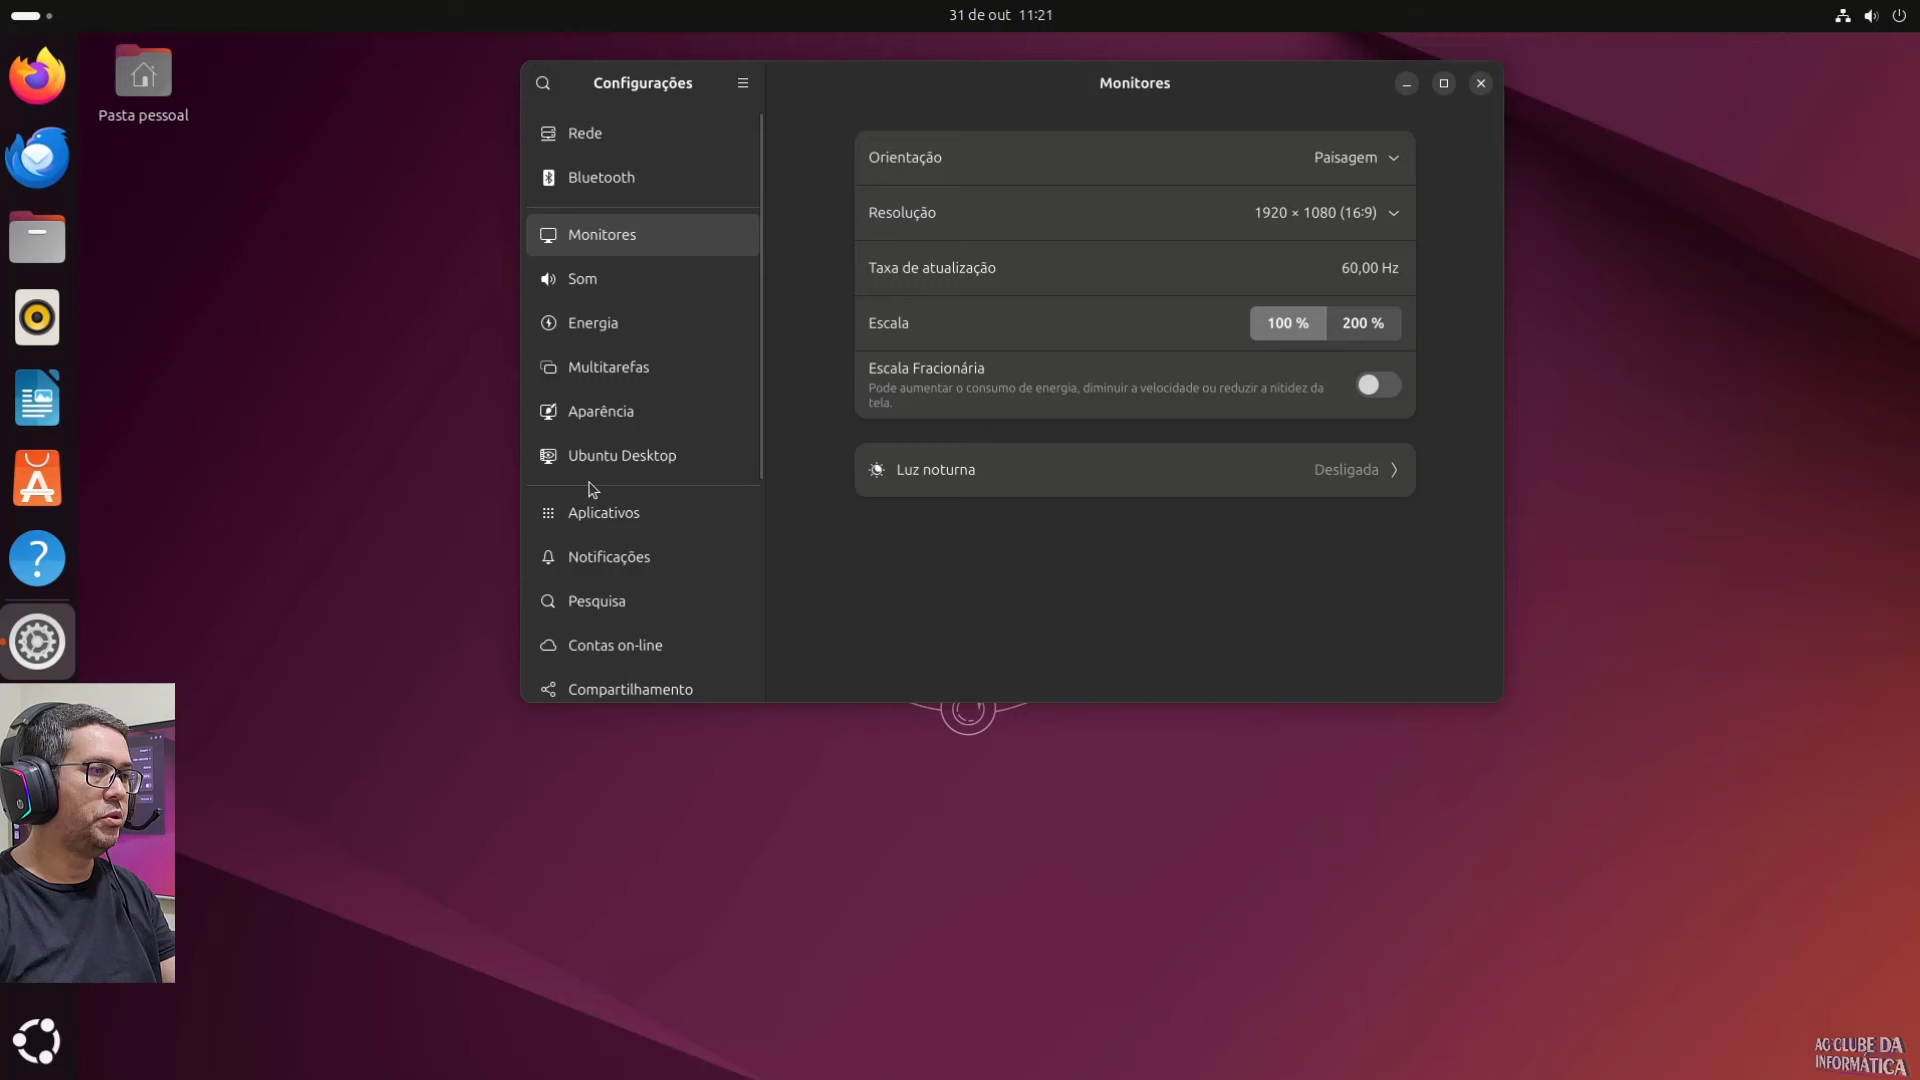 31 de out 11:21
Pasta pessoal
Configurações
Monitores
Rede
Bluetooth
Monitores
Som
Energia
Multitarefas
Aparência
Ubuntu Desktop
Aplicativos
Notificações
Pesquisa
Contas on-line
Compartilhamento
Orientação
Paisagem
Resolução
1920 × 1080 (16:9)
Taxa de atualização
60,00 Hz
Escala
100 %
200 %
Escala Fracionária
Pode aumentar o consumo de energia, diminuir a velocidade ou reduzir a nitidez da
tela.
Luz noturna
Desligada
AO CLUBE DA
INFORMÁTICA